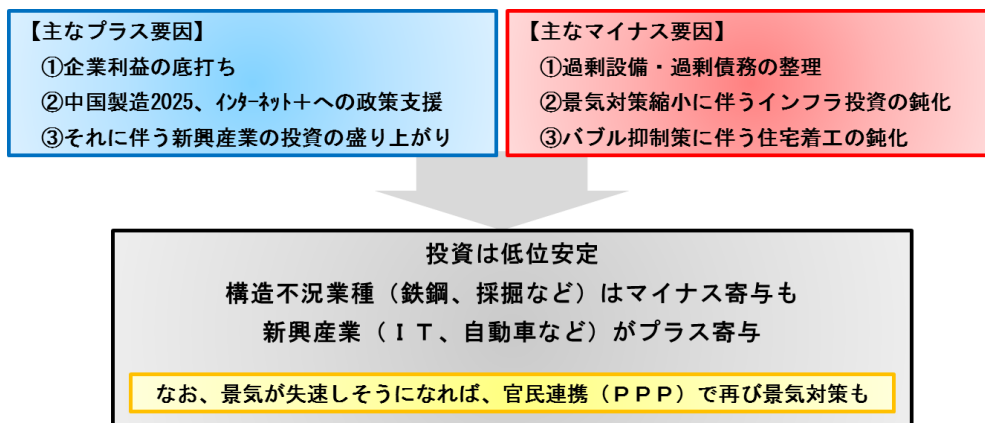 【主なプラス要因】
①企業利益の底打ち
②中国製造2025、ｲﾝﾀｰﾈｯﾄ＋への政策支援
③それに伴う新興産業の投資の盛り上がり
【主なマイナス要因】
①過剰設備・過剰債務の整理
②景気対策縮小に伴うインフラ投資の鈍化
③バブル抑制策に伴う住宅着工の鈍化
投資は低位安定
構造不況業種（鉄鋼、採掘など）はマイナス寄与も
新興産業（ＩＴ、自動車など）がプラス寄与
なお、景気が失速しそうになれば、官民連携（ＰＰＰ）で再び景気対策も